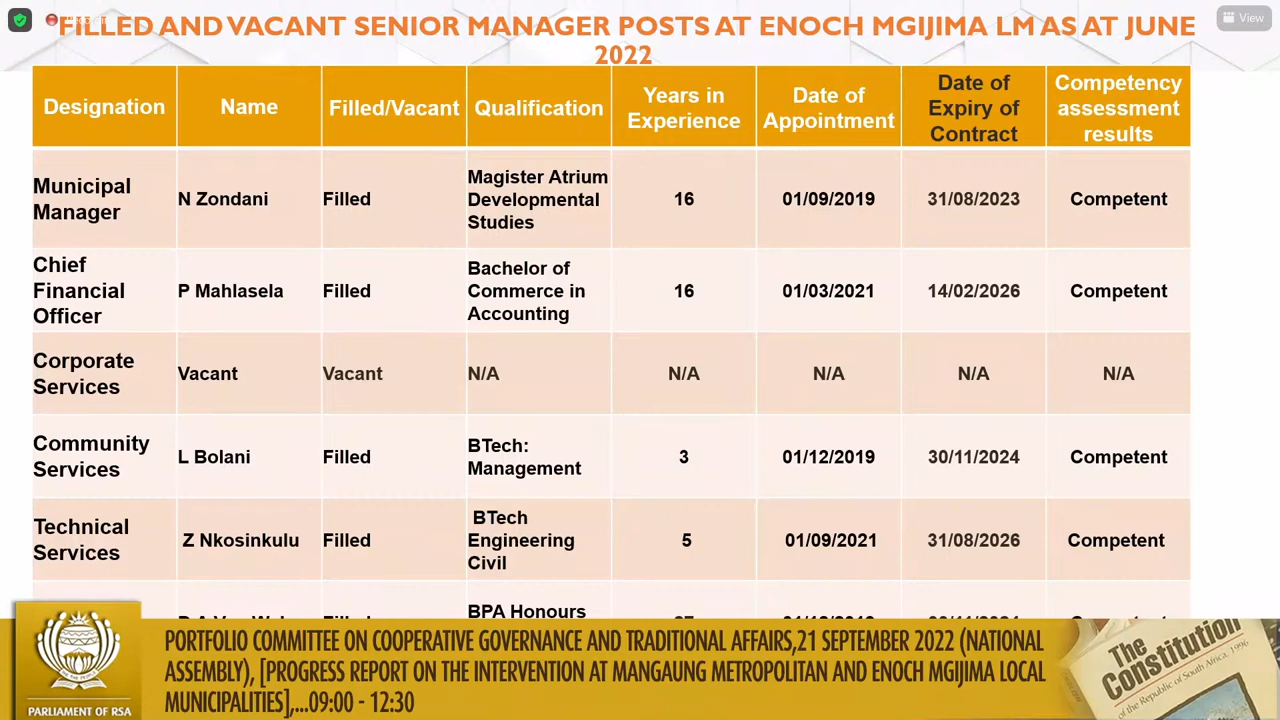 FILLED AND VACANT SENIOR MANAGER POSTS AT ENOCH MGIJIMA LM AS AT JUNE
2022
View
Designation Name Filled/Vacant Qualification Years in Experience Date of Appointment Date of Expiry of Contract Competency assessment results
Municipal Manager N Zondani Filled Magister Atrium Developmental Studies 16 01/09/2019 31/08/2023 Competent
Chief Financial Officer P Mahlasela Filled Bachelor of Commerce in Accounting 16 01/03/2021 14/02/2026 Competent
Corporate Services Vacant Vacant N/A N/A N/A N/A N/A
Community Services L Bolani Filled BTech: Management 3 01/12/2019 30/11/2024 Competent
Technical Services Z Nkosinkulu Filled BTech Engineering Civil 5 01/09/2021 31/08/2026 Competent
BPA Honours
PORTFOLIO COMMITTEE ON COOPERATIVE GOVERNANCE AND TRADITIONAL AFFAIRS,21 SEPTEMBER 2022 (NATIONAL
ASSEMBLY), [PROGRESS REPORT ON THE INTERVENTION AT MANGAUNG METROPOLITAN AND ENOCH MGIJIMA LOCAL
MUNICIPALITIES],...09:00 - 12:30
PARLIAMENT OF RSA
The
Constitution
of the Republic of South Africa, 1996